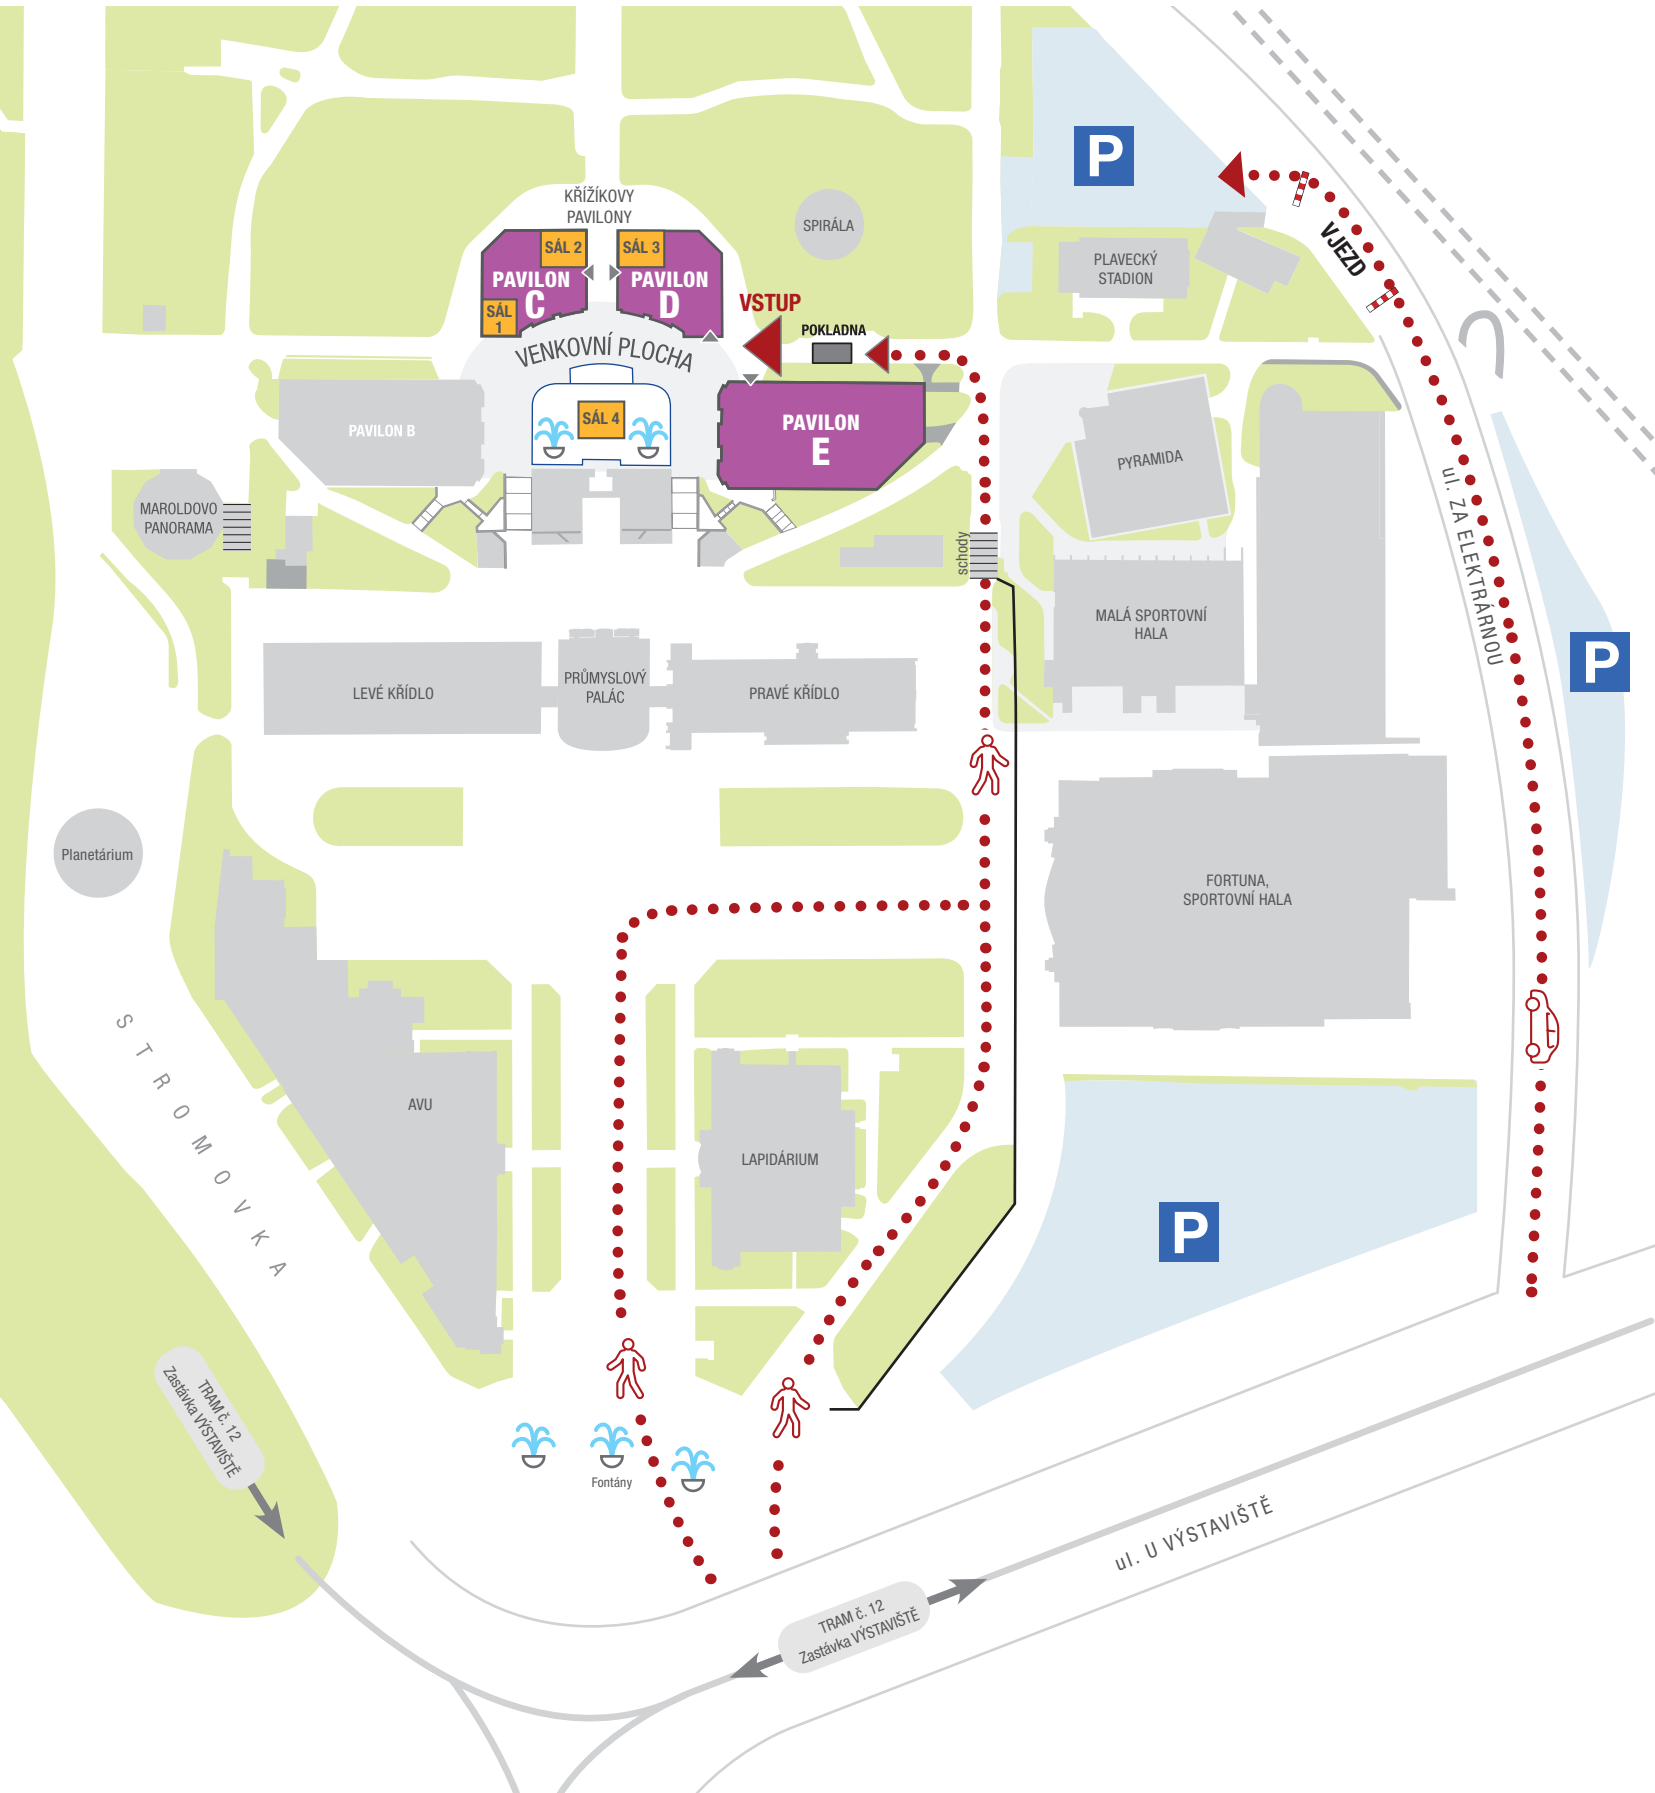 P
KŘIŽÍKOVY
PAVILONY
SPIRÁLA
SÁL 2
SÁL 3
PAVILON
C
PAVILON
D
SÁL
1
VSTUP
POKLADNA
VENKOVNÍ PLOCHA
VJEZD
PLAVECKÝ
STADION
PAVILON B
SÁL 4
PAVILON
E
PYRAMIDA
ul. ZA ELEKTRÁRNOU
MAROLDOVO
PANORAMA
schody
MALÁ SPORTOVNÍ
HALA
P
LEVÉ KŘÍDLO
PRŮMYSLOVÝ
PALÁC
PRAVÉ KŘÍDLO
Planetárium
FORTUNA,
SPORTOVNÍ HALA
STROMOVKA
AVU
LAPIDÁRIUM
P
TRAM č. 12
Zastávka VÝSTAVIŠTĚ
Fontány
ul. U VÝSTAVIŠTĚ
TRAM č. 12
Zastávka VÝSTAVIŠTĚ